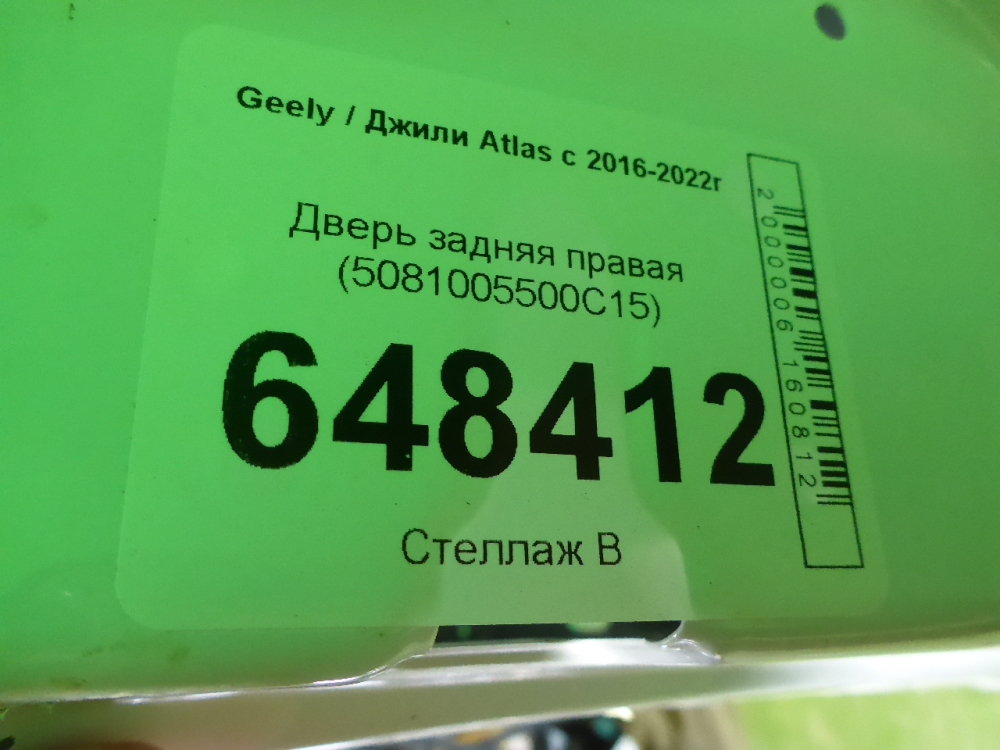 Geely / Джили Atlas с 2016-2022г
Дверь задняя правая
(5081005500C15)
648412
Стеллаж В
2000006160812